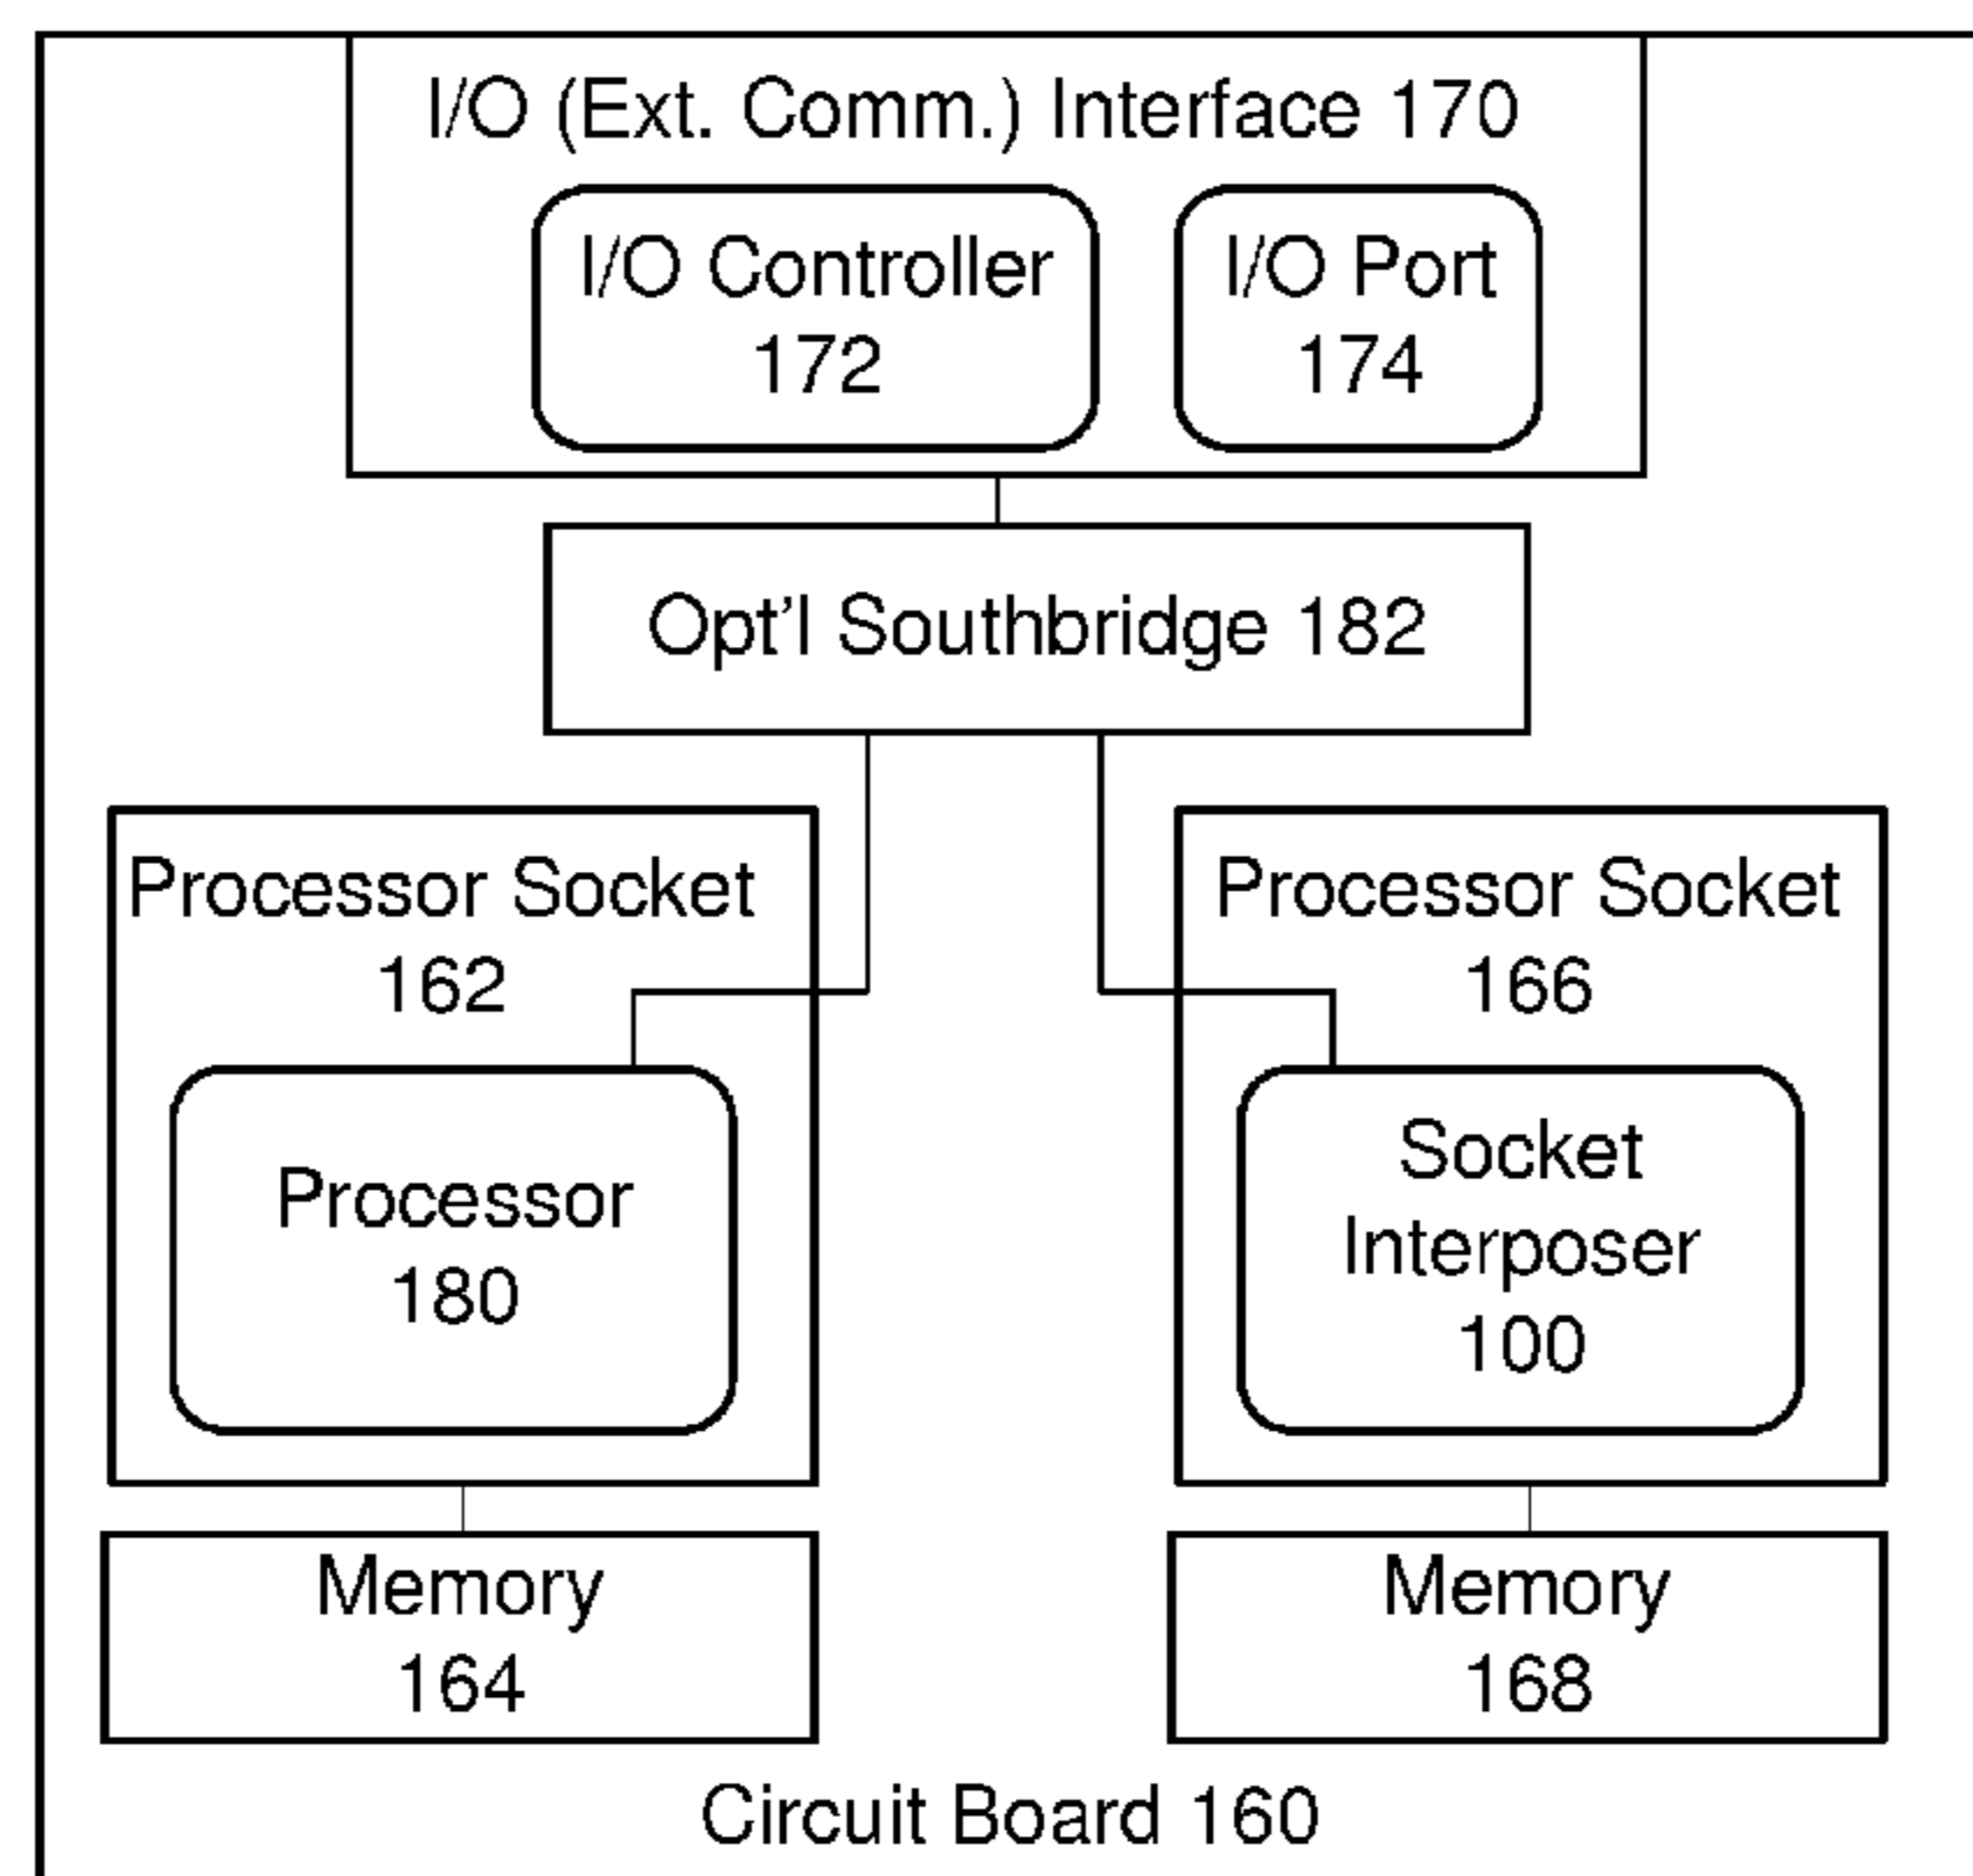 I/O (Ext. Comm.) Interface 170
I/O Controller
172
I/O Port
174
Opt'l Southbridge 182
Processor Socket
162
Processor
180
Processor Socket
166
Socket
Interposer
100
Memory
164
Memory
168
Circuit Board 160